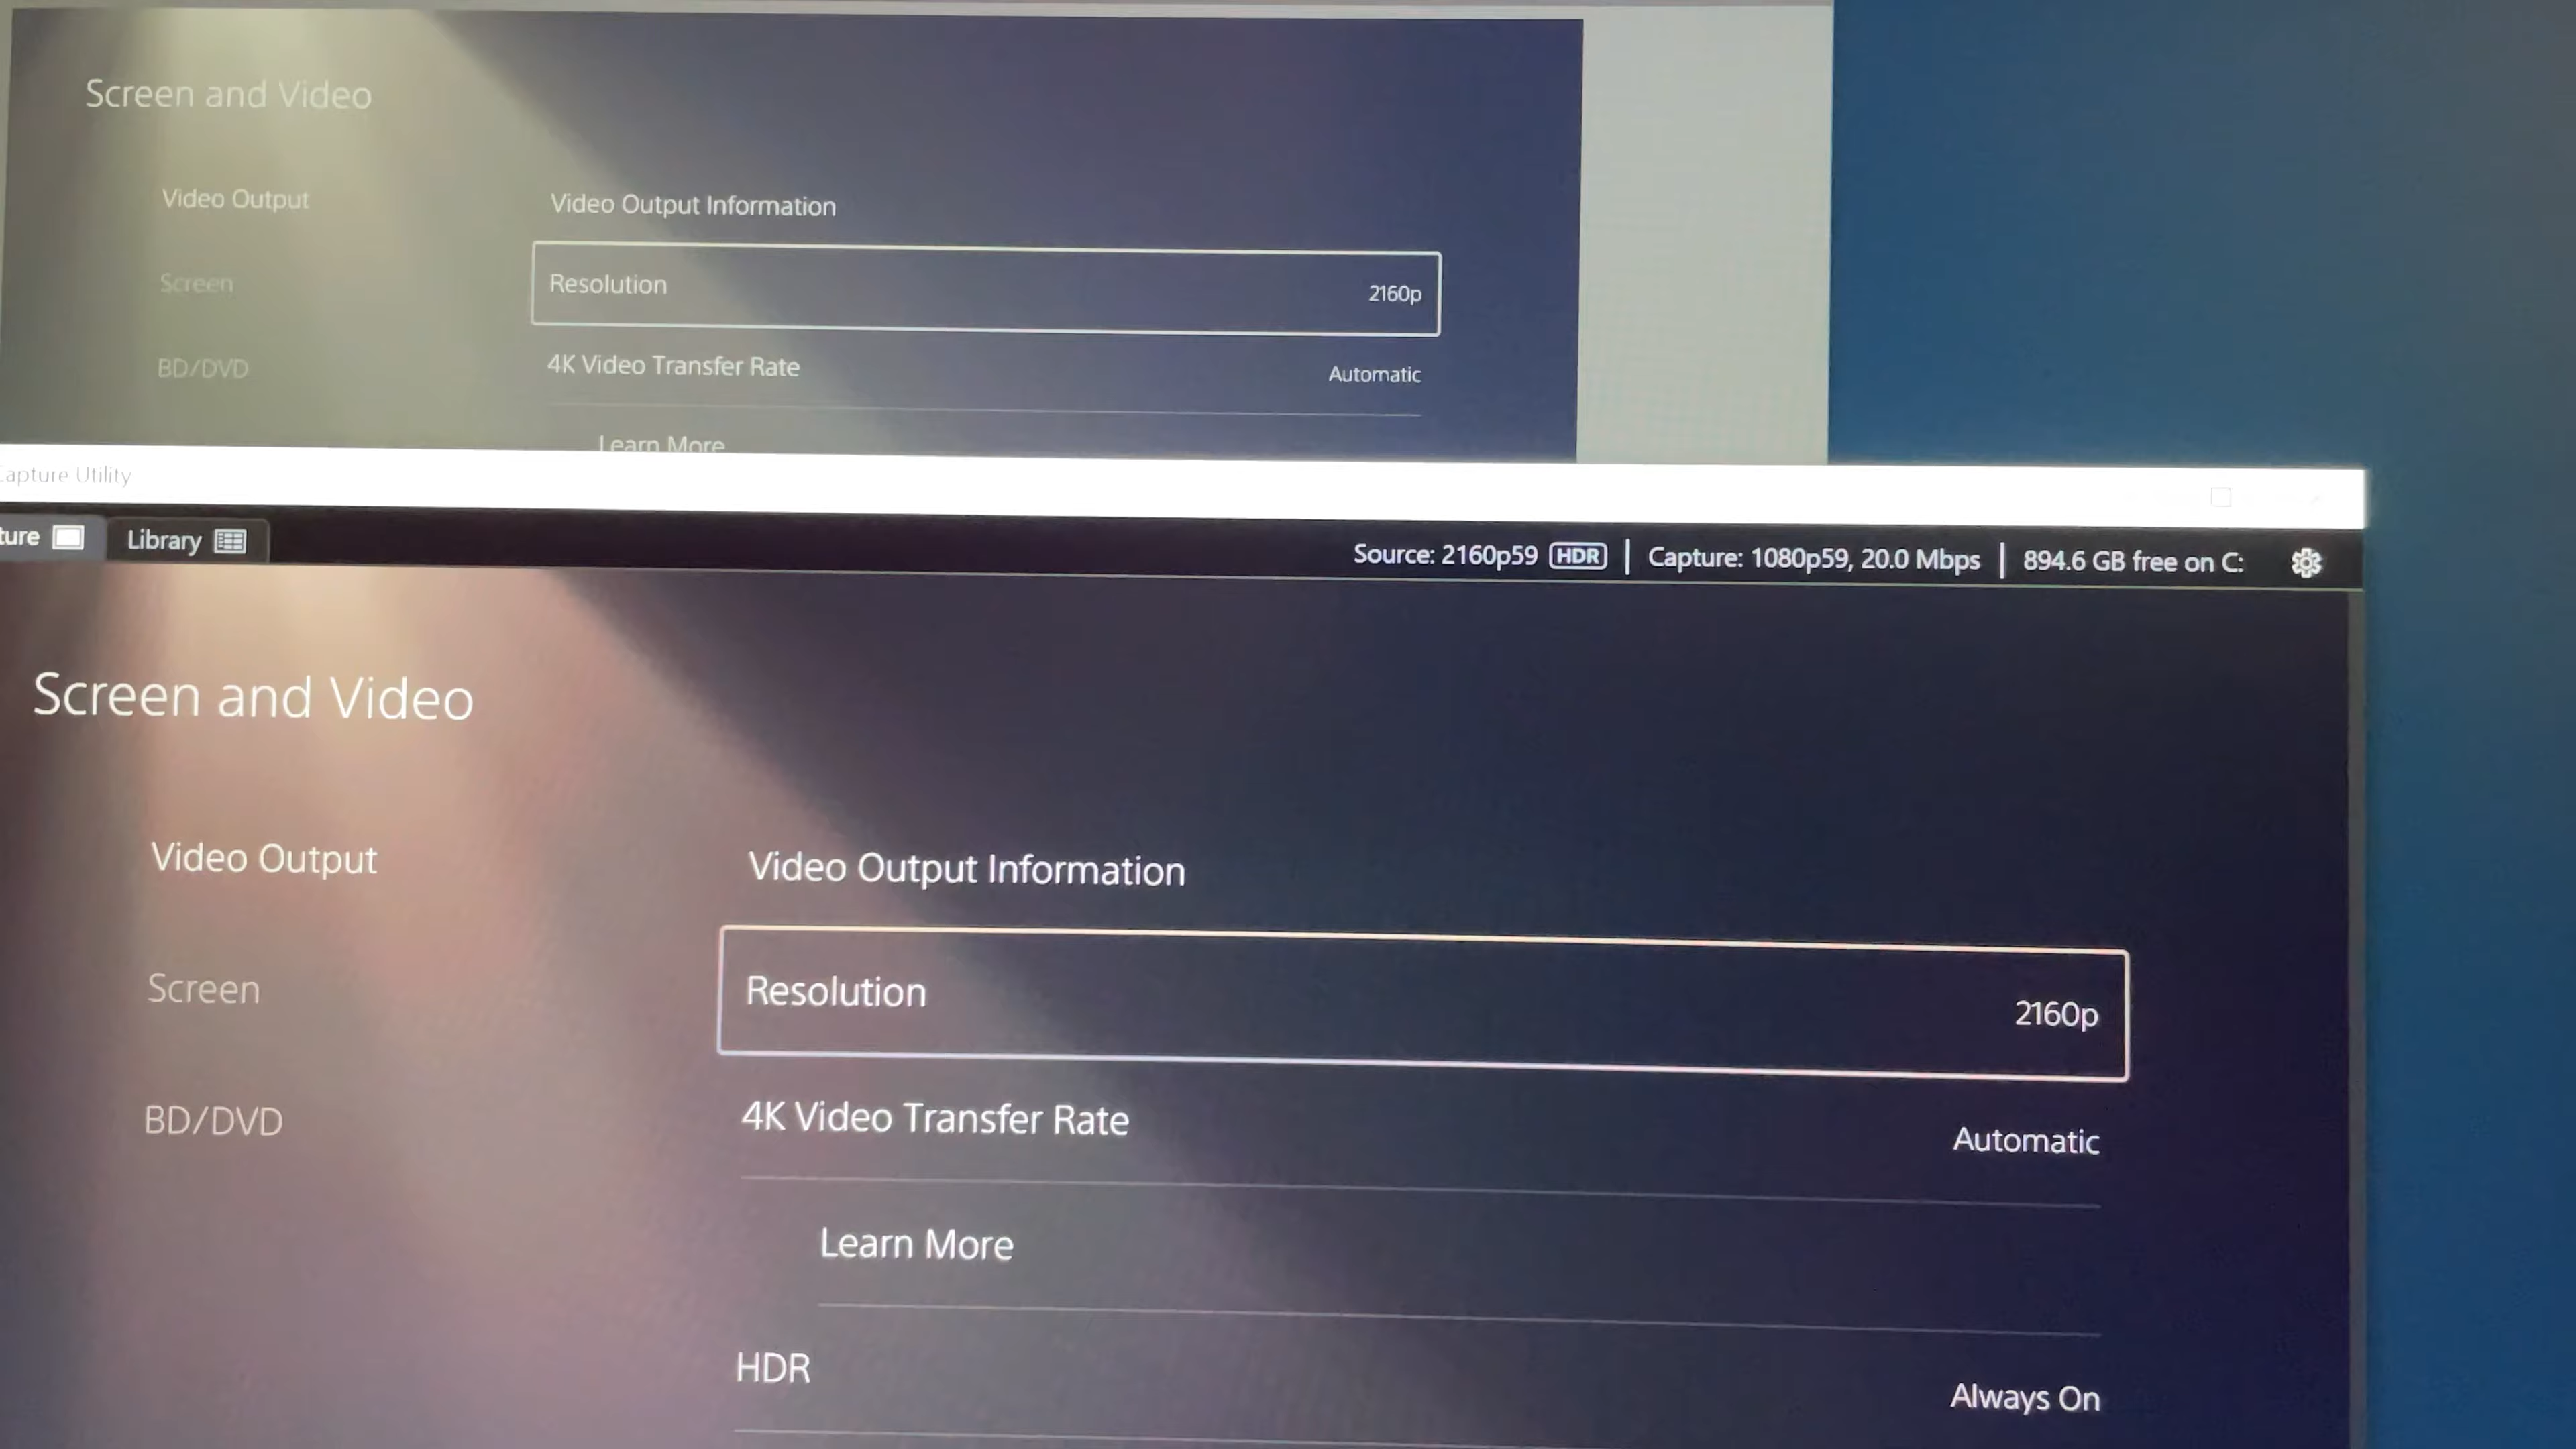 Screen and Video
Video Output
Video Output Information
Screen
Resolution 2160p
BD/DVD
4K Video Transfer Rate Automatic
Learn More
Capture Utility
ture Library Source: 2160p59 HDR | Capture: 1080p59, 20.0 Mbps | 894.6 GB free on C:
Screen and Video
Video Output
Video Output Information
Screen
Resolution 2160p
BD/DVD
4K Video Transfer Rate Automatic
Learn More
HDR Always On